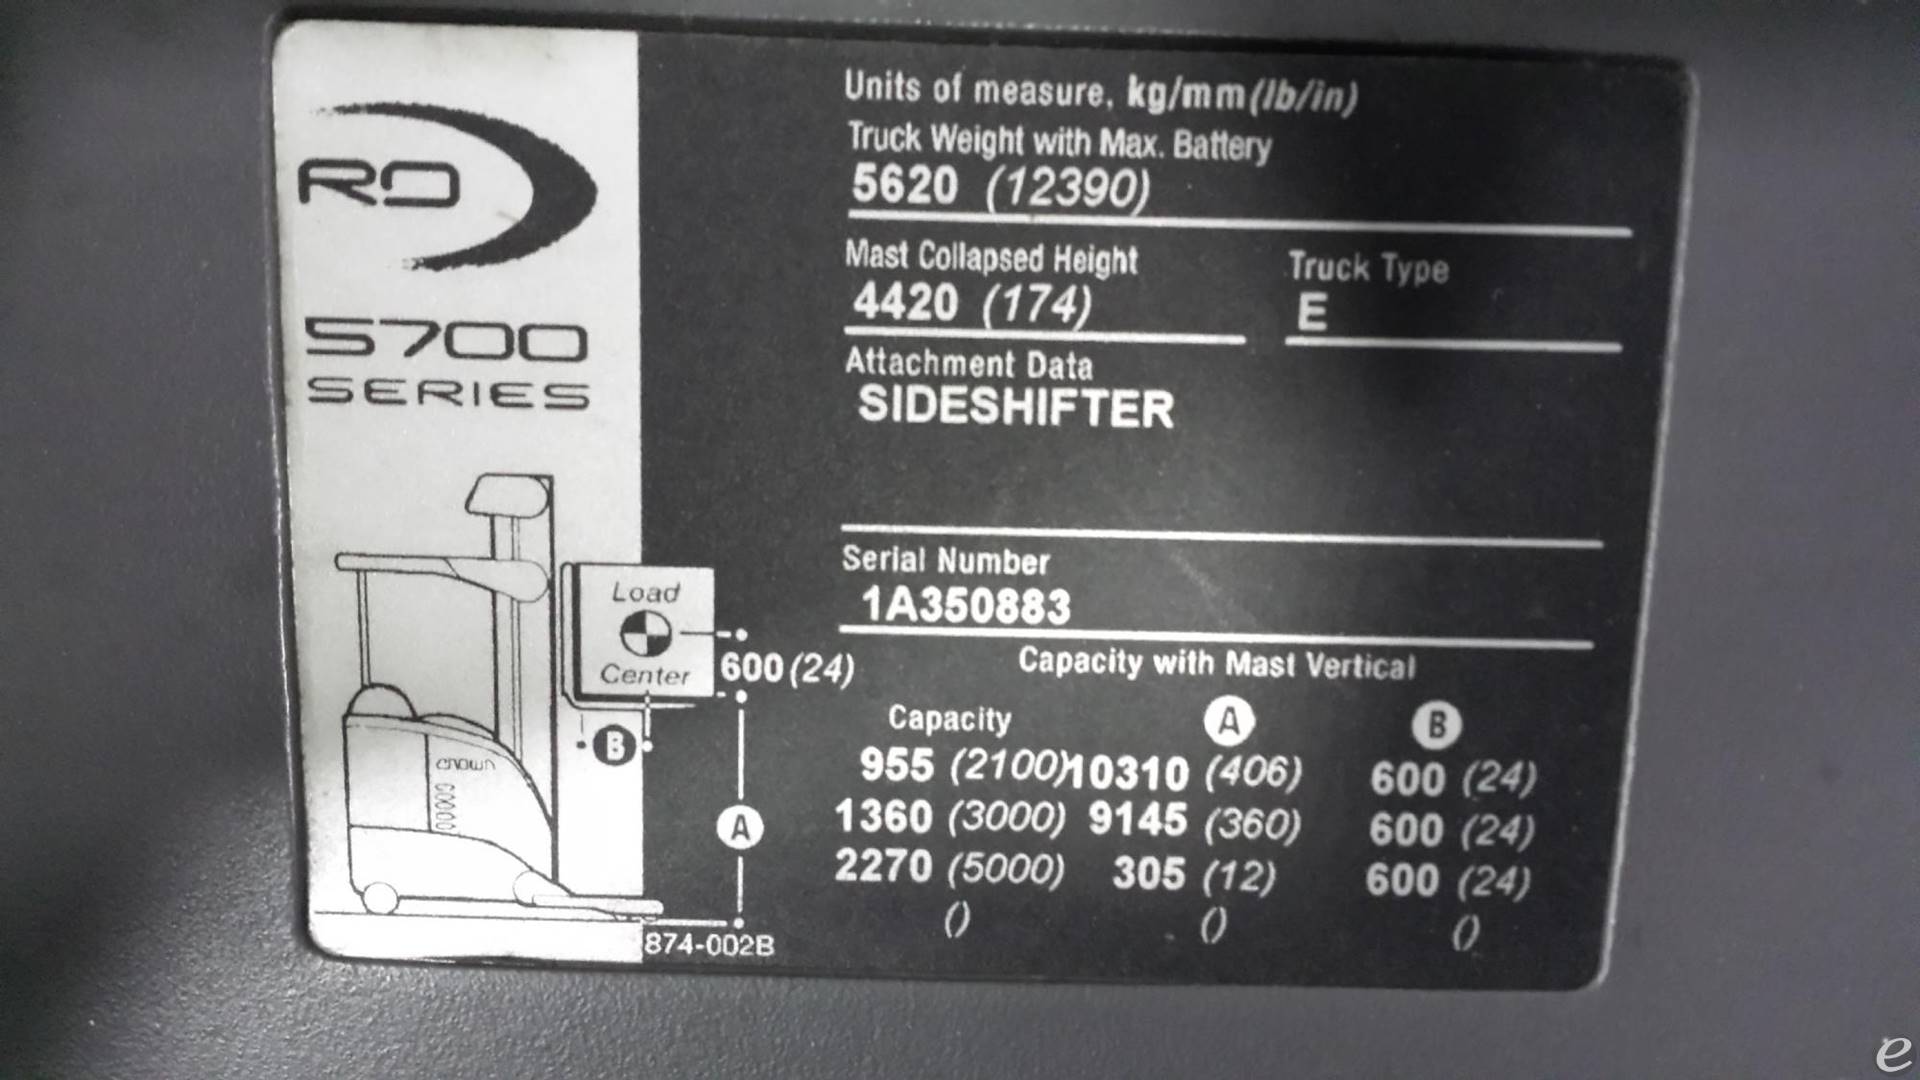 RD
5700
SERIES
Load
Center
600 (24)
B
CROWN
A
874-002B
Units of measure, kg/mm (lb/in)
Truck Weight with Max. Battery
5620 (12390)
Mast Collapsed Height
4420 (174)
Truck Type
E
Attachment Data
SIDESHIFTER
Serial Number
1A350883
Capacity with Mast Vertical
Capacity A B
955 (2100) 10310 (406) 600 (24)
1360 (3000) 9145 (360) 600 (24)
2270 (5000) 305 (12) 600 (24)
() () ()
e